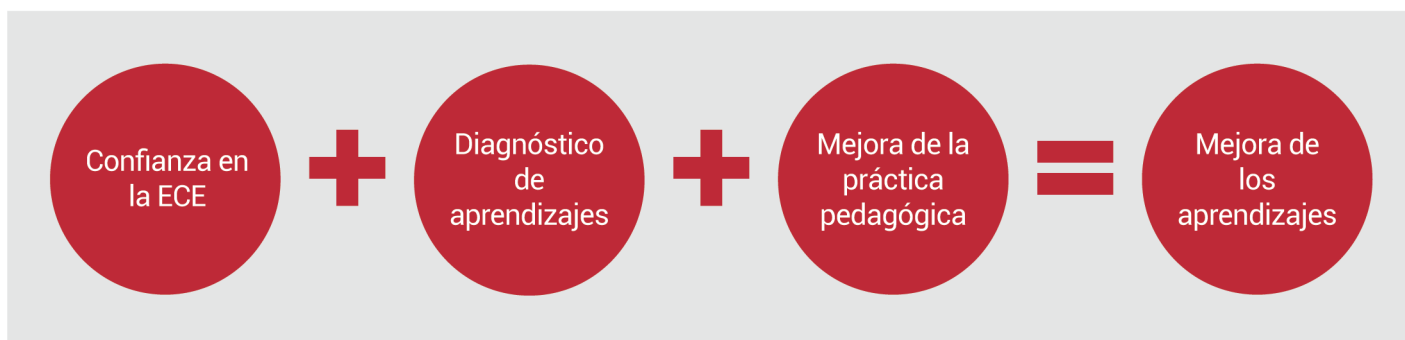 Confianza en
la ECE
+
Diagnóstico
de
aprendizajes
+
Mejora de la
práctica
pedagógica
=
Mejora de
los
aprendizajes